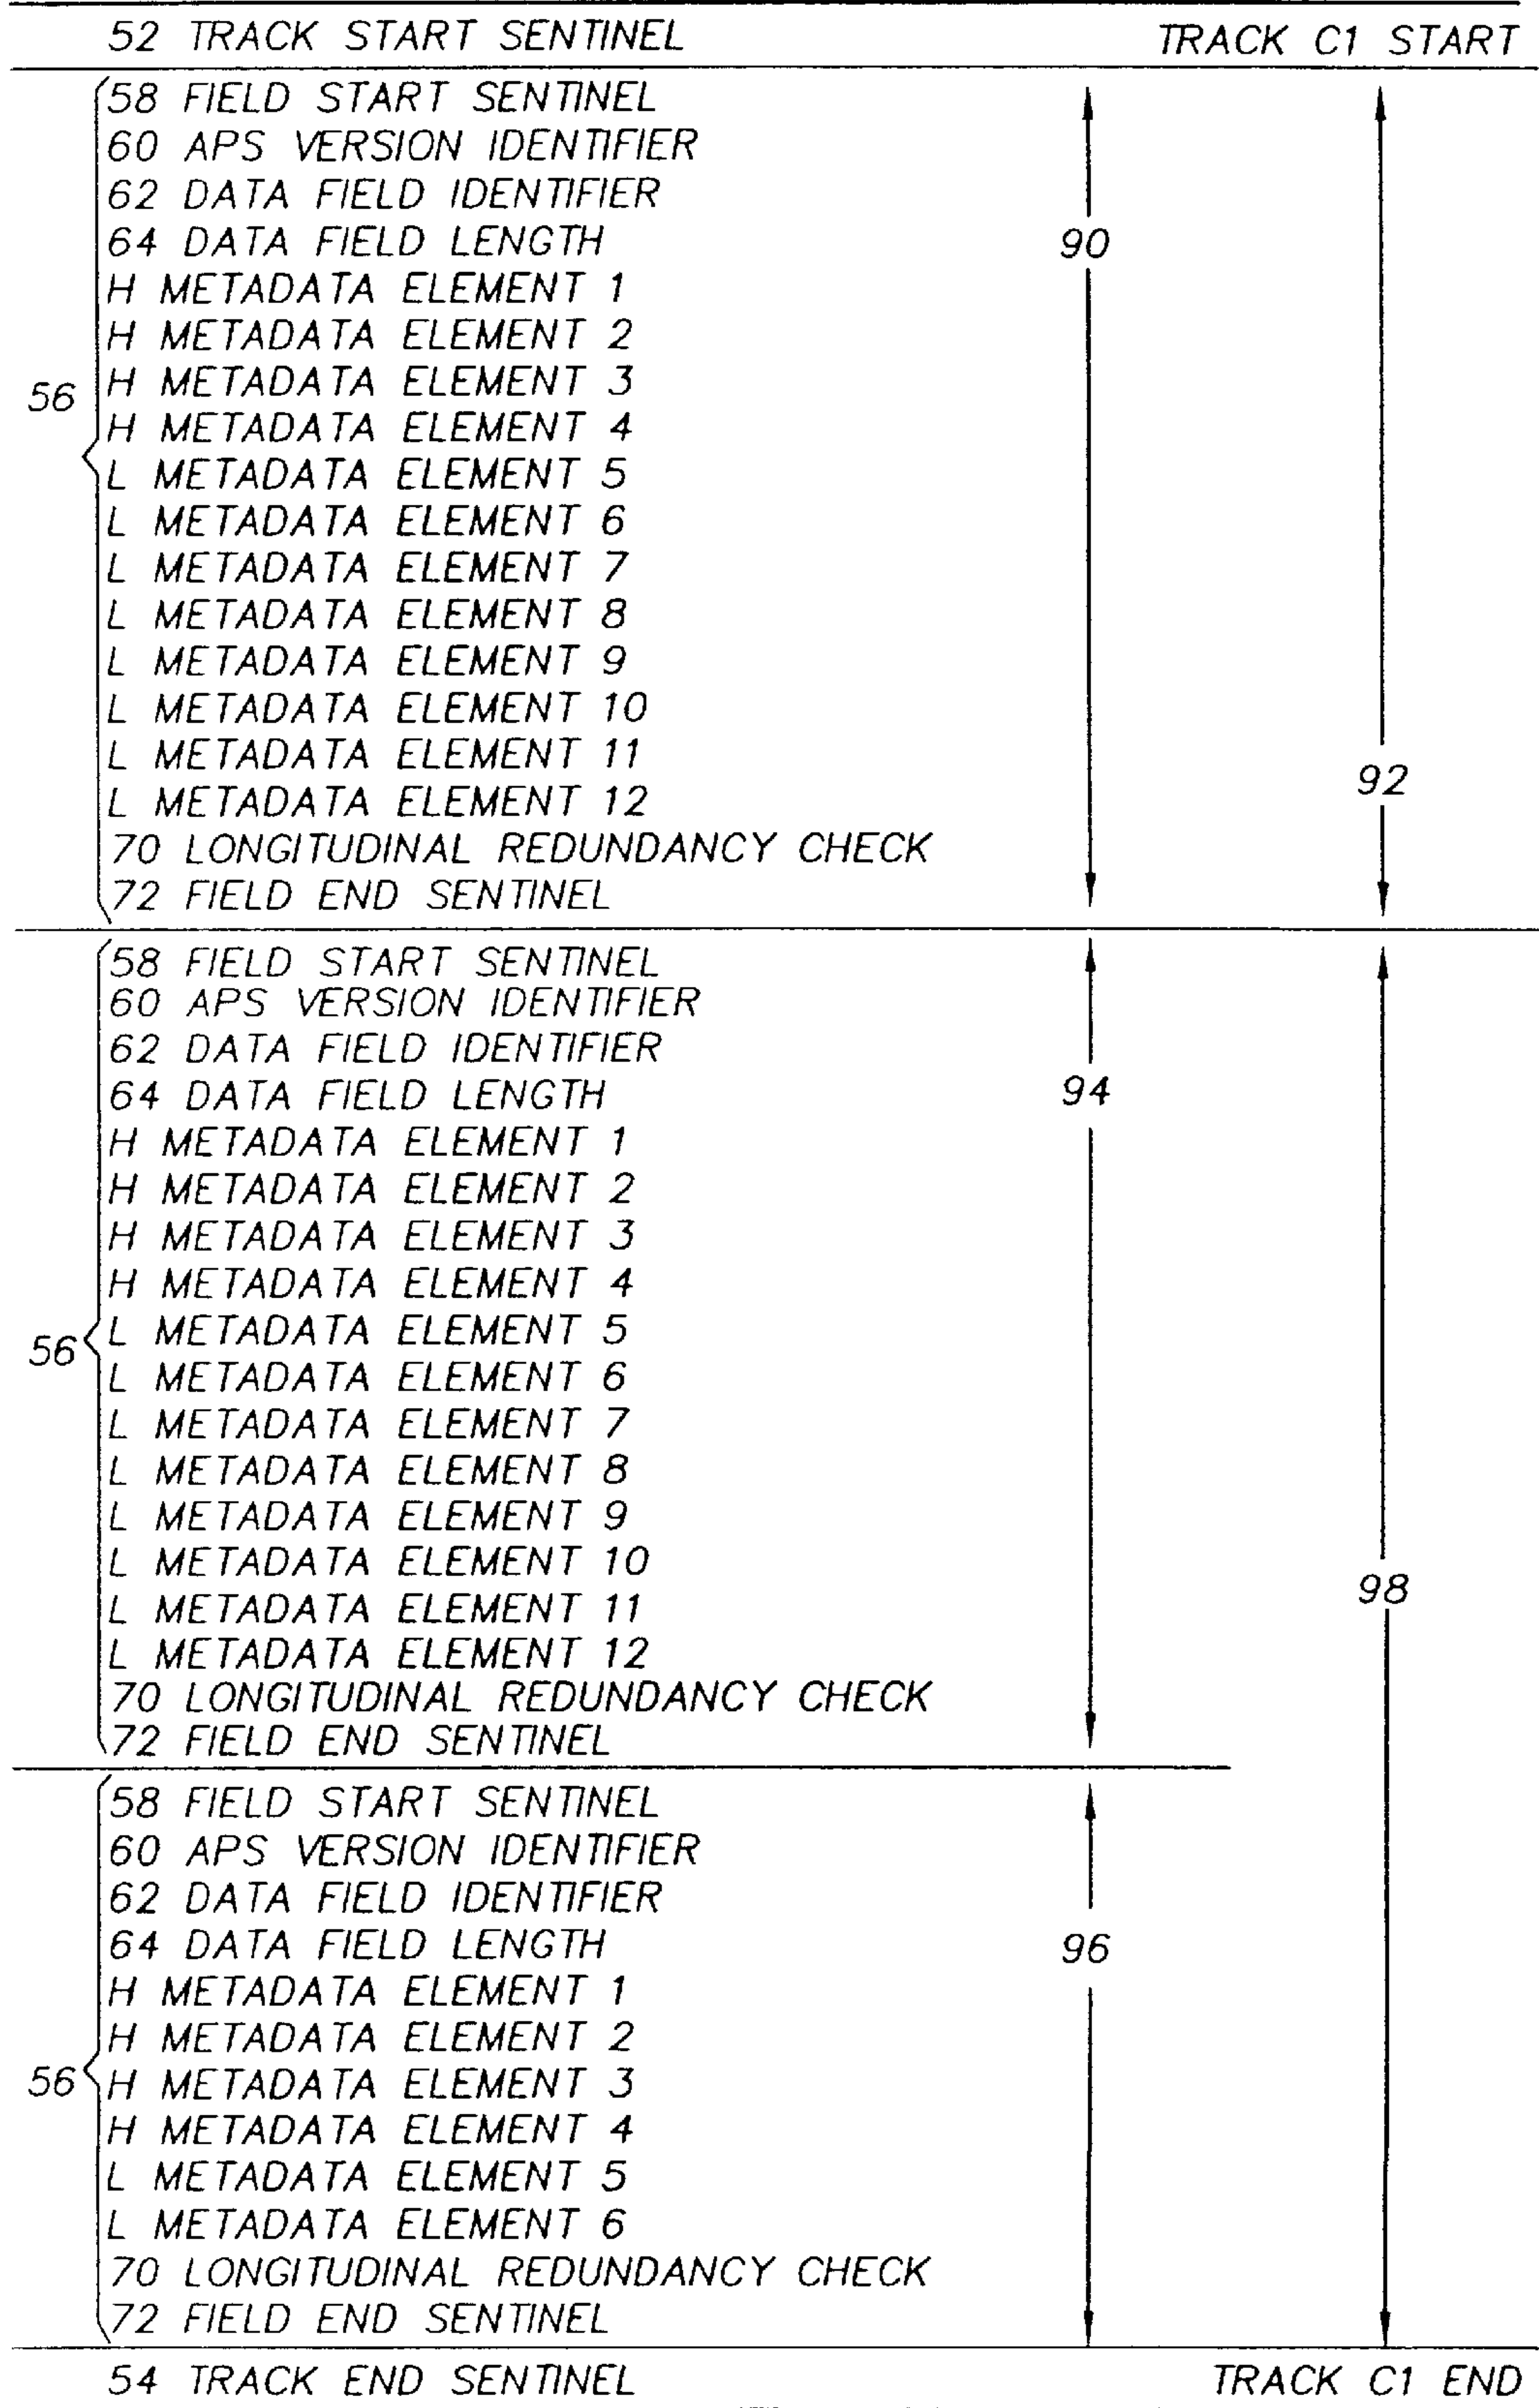 52 TRACK START SENTINEL TRACK C1 START
58 FIELD START SENTINEL
60 APS VERSION IDENTIFIER
62 DATA FIELD IDENTIFIER
64 DATA FIELD LENGTH 90
H METADATA ELEMENT 1
H METADATA ELEMENT 2
56 H METADATA ELEMENT 3
H METADATA ELEMENT 4
L METADATA ELEMENT 5
L METADATA ELEMENT 6
L METADATA ELEMENT 7
L METADATA ELEMENT 8
L METADATA ELEMENT 9
L METADATA ELEMENT 10
L METADATA ELEMENT 11
92
L METADATA ELEMENT 12
70 LONGITUDINAL REDUNDANCY CHECK
72 FIELD END SENTINEL
58 FIELD START SENTINEL
60 APS VERSION IDENTIFIER
62 DATA FIELD IDENTIFIER
64 DATA FIELD LENGTH 94
H METADATA ELEMENT 1
H METADATA ELEMENT 2
H METADATA ELEMENT 3
H METADATA ELEMENT 4
56 L METADATA ELEMENT 5
L METADATA ELEMENT 6
L METADATA ELEMENT 7
L METADATA ELEMENT 8
L METADATA ELEMENT 9
L METADATA ELEMENT 10
98
L METADATA ELEMENT 11
L METADATA ELEMENT 12
70 LONGITUDINAL REDUNDANCY CHECK
72 FIELD END SENTINEL
58 FIELD START SENTINEL
60 APS VERSION IDENTIFIER
62 DATA FIELD IDENTIFIER
64 DATA FIELD LENGTH 96
H METADATA ELEMENT 1
H METADATA ELEMENT 2
56 H METADATA ELEMENT 3
H METADATA ELEMENT 4
L METADATA ELEMENT 5
L METADATA ELEMENT 6
70 LONGITUDINAL REDUNDANCY CHECK
72 FIELD END SENTINEL
54 TRACK END SENTINEL TRACK C1 END